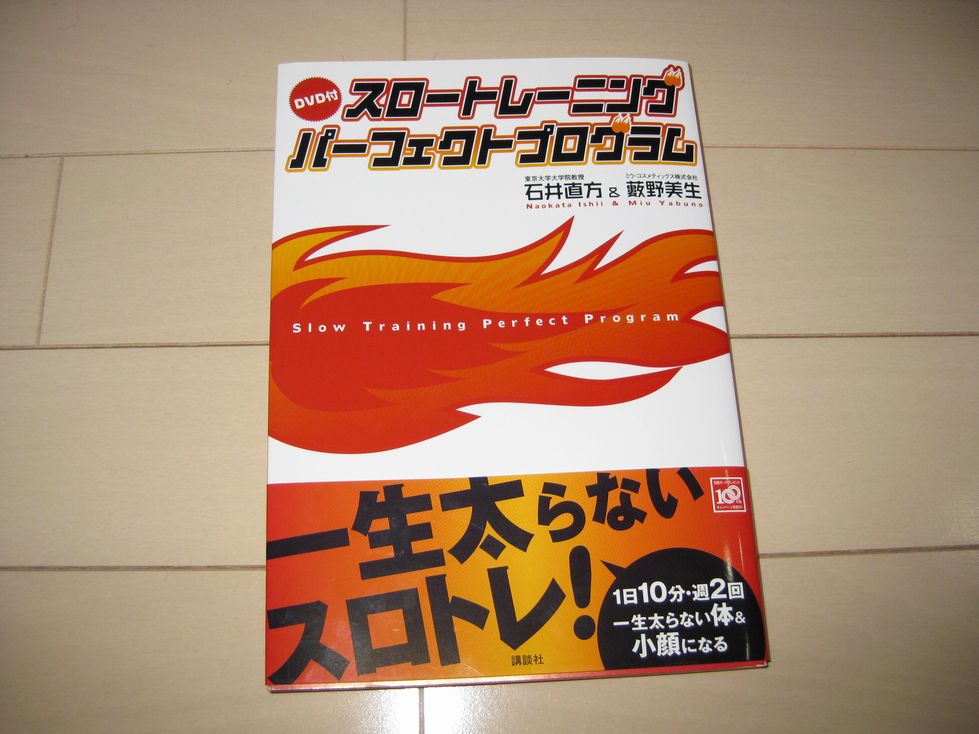 DVD付
スロートレーニング
パーフェクトプログラム
東京大学大学院教授
石井直方
&
ミウ・コスメティックス株式会社
藪野美生
Naokata Ishii & Miu Yabuno
Slow Training Perfect Program
一生太らない
スロトレ!
100
1日10分・週2回
一生太らない体&
小顔になる
講談社